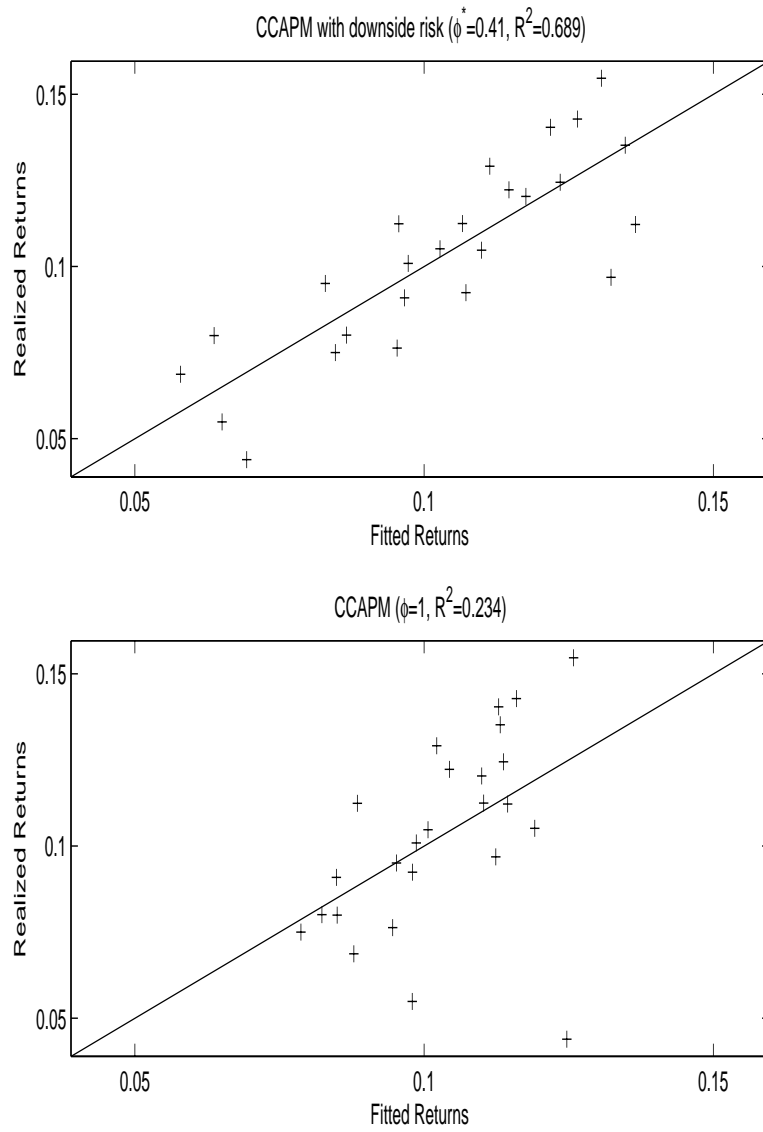 CCAPM with downside risk (ϕ*=0.41, R²=0.689)
0.15
0.1
0.05
Realized Returns
0.05 0.1 0.15
Fitted Returns
CCAPM (ϕ=1, R²=0.234)
0.15
0.1
0.05
Realized Returns
0.05 0.1 0.15
Fitted Returns